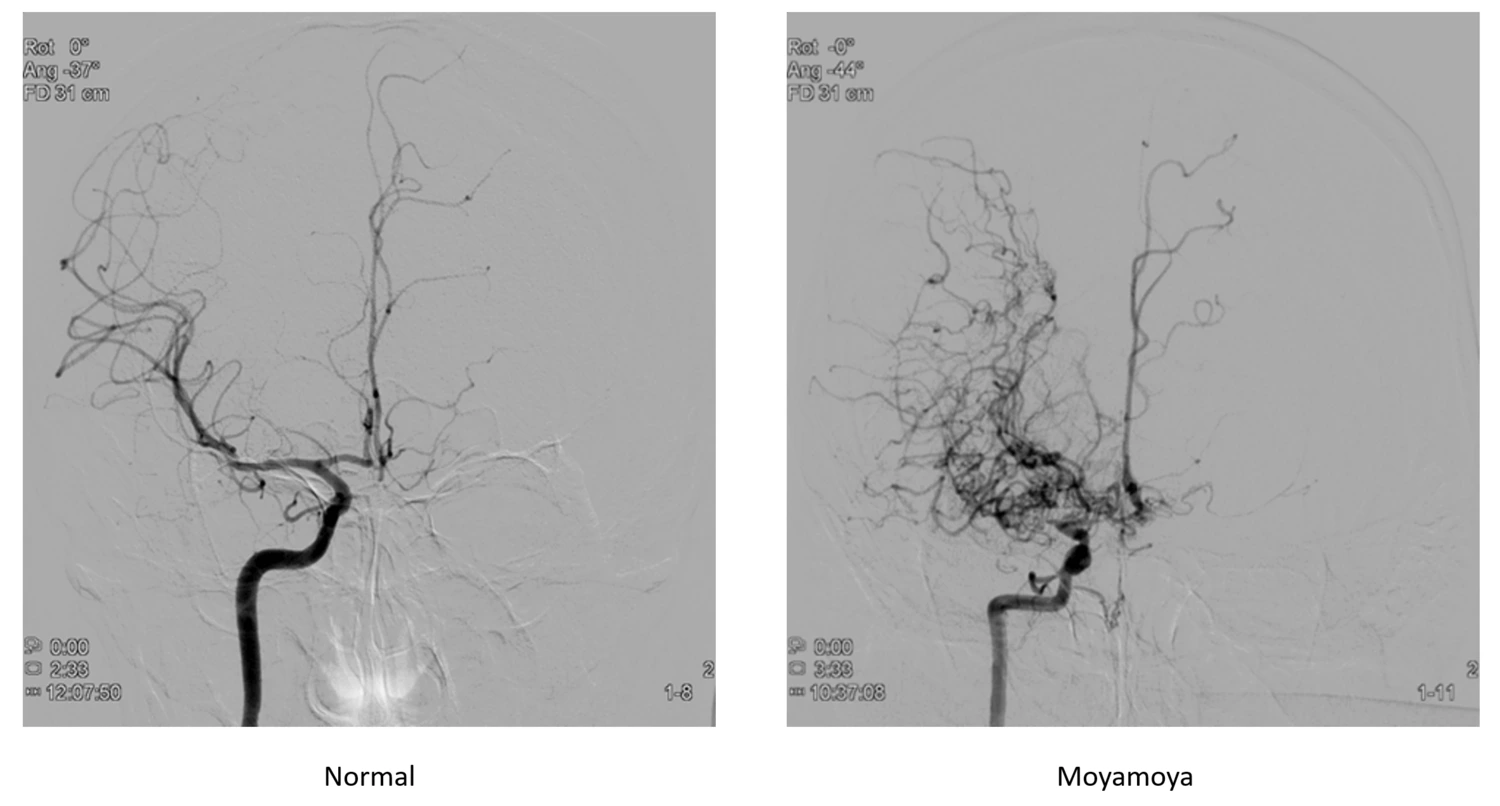 Rot 0°
Ang -37°
FD 31 cm
0:00
2:33
12:07:50
2
1-8
Normal
Rot -0°
Ang -44°
FD 31 cm
0:00
3:33
10:37:08
2
1-11
Moyamoya